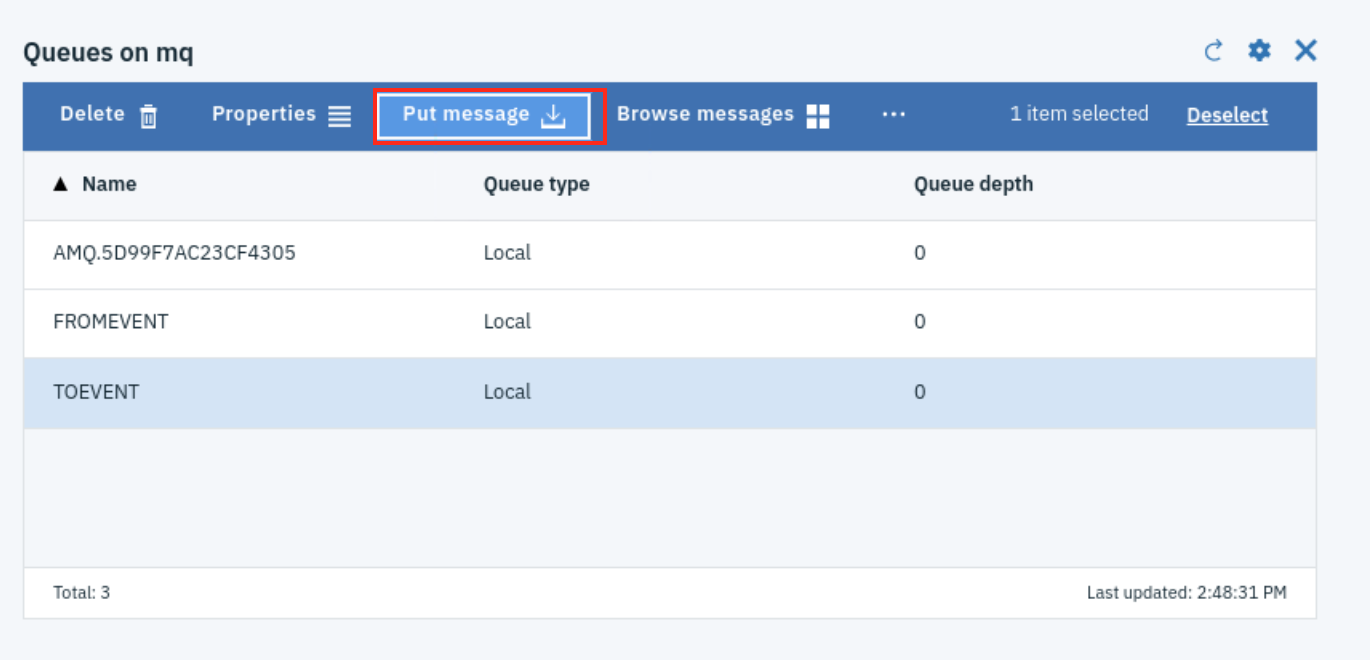 Queues on mq
Delete Properties Put message Browse messages ... 1 item selected Deselect
▲ Name Queue type Queue depth
AMQ.5D99F7AC23CF4305 Local 0
FROMEVENT Local 0
TOEVENT Local 0
Total: 3 Last updated: 2:48:31 PM